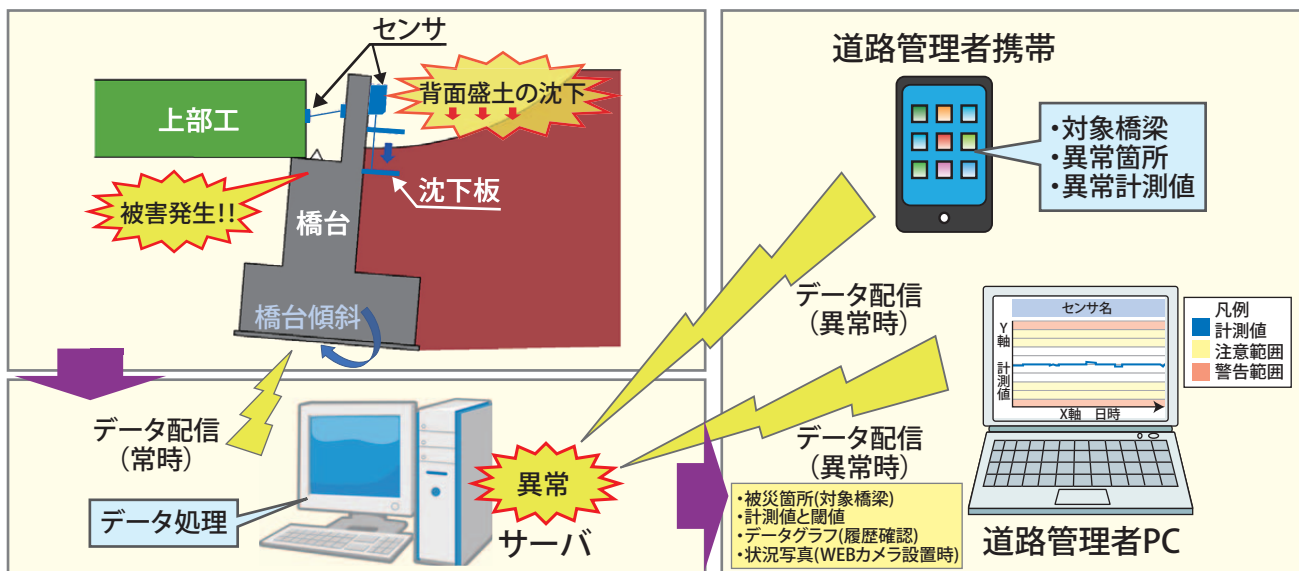 センサ
背面盛土の沈下
上部工
沈下板
被害発生!!
橋台
橋台傾斜
データ配信
(常時)
データ処理
異常
サーバ
道路管理者携帯
・対象橋梁
・異常箇所
・異常計測値
データ配信
(異常時)
センサ名
Y軸
計測値
X軸 日時
凡例
計測値
注意範囲
警告範囲
データ配信
(異常時)
・被災箇所(対象橋梁)
・計測値と閾値
・データグラフ(履歴確認)
・状況写真(WEBカメラ設置時)
道路管理者PC